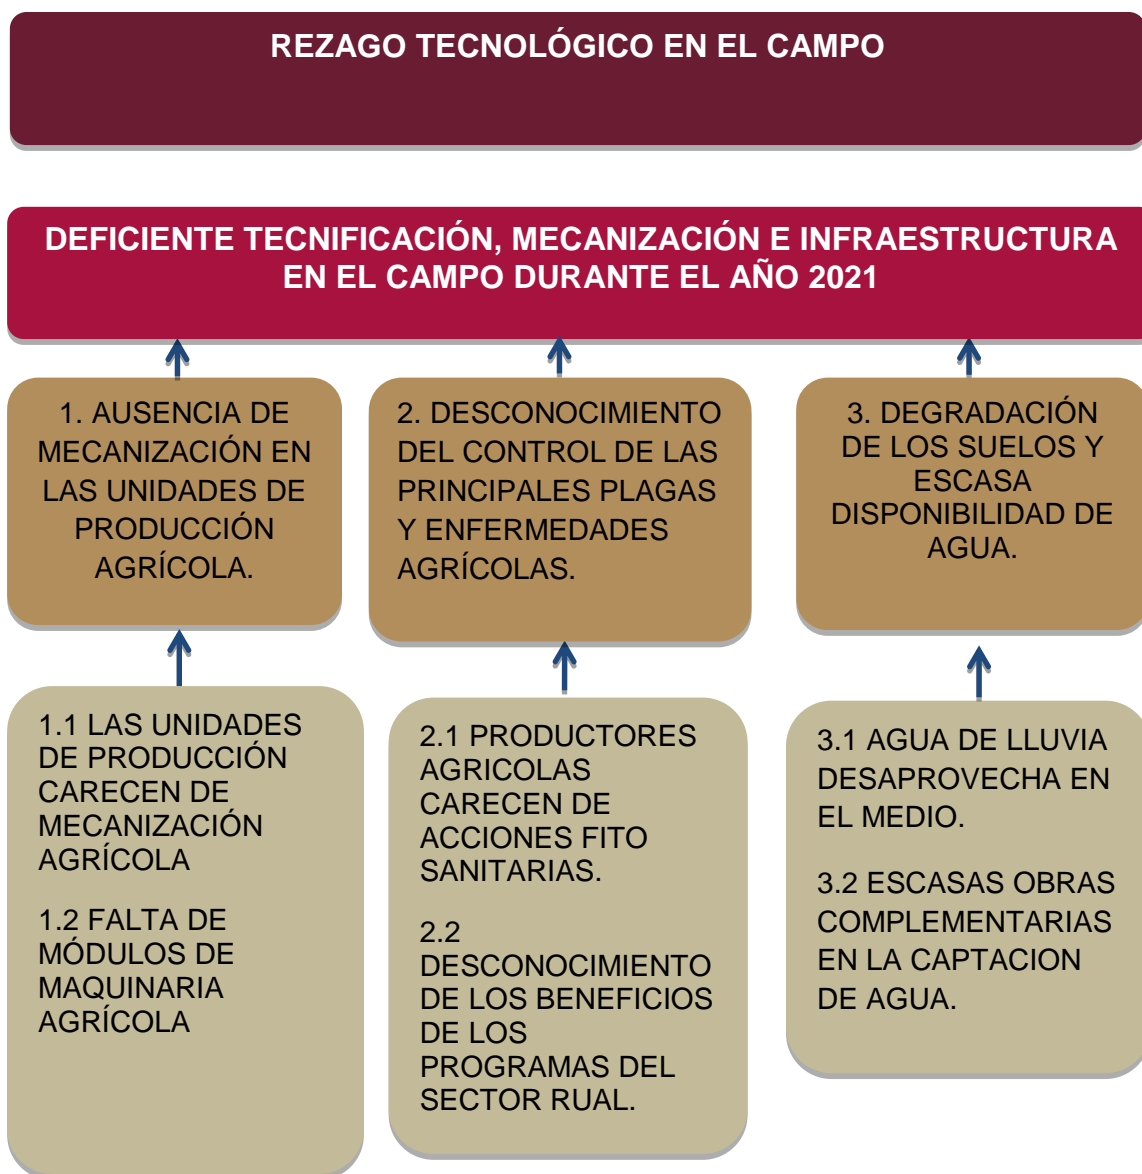 REZAGO TECNOLÓGICO EN EL CAMPO
DEFICIENTE TECNIFICACIÓN, MECANIZACIÓN E INFRAESTRUCTURA
EN EL CAMPO DURANTE EL AÑO 2021
1. AUSENCIA DE
MECANIZACIÓN EN
LAS UNIDADES DE
PRODUCCIÓN
AGRÍCOLA.
2. DESCONOCIMIENTO
DEL CONTROL DE LAS
PRINCIPALES PLAGAS
Y ENFERMEDADES
AGRÍCOLAS.
3. DEGRADACIÓN
DE LOS SUELOS Y
ESCASA
DISPONIBILIDAD DE
AGUA.
1.1 LAS UNIDADES
DE PRODUCCIÓN
CARECEN DE
MECANIZACIÓN
AGRÍCOLA
1.2 FALTA DE
MÓDULOS DE
MAQUINARIA
AGRÍCOLA
2.1 PRODUCTORES
AGRICOLAS
CARECEN DE
ACCIONES FITO
SANITARIAS.
2.2
DESCONOCIMIENTO
DE LOS BENEFICIOS
DE LOS
PROGRAMAS DEL
SECTOR RUAL.
3.1 AGUA DE LLUVIA
DESAPROVECHA EN
EL MEDIO.
3.2 ESCASAS OBRAS
COMPLEMENTARIAS
EN LA CAPTACION
DE AGUA.